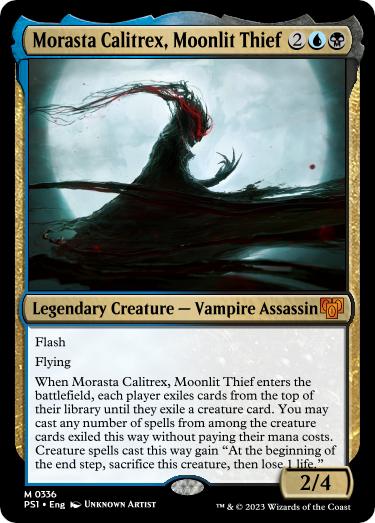 Morasta Calitrex, Moonlit Thief 2
Legendary Creature — Vampire Assassin
Flash
Flying
When Morasta Calitrex, Moonlit Thief enters the
battlefield, each player exiles cards from the top of
their library until they exile a creature card. You may
cast any number of spells from among the creature
cards exiled this way without paying their mana costs.
Creature spells cast this way gain “At the beginning of
the end step, sacrifice this creature, then lose 1 life.”
2/4
M 0336
PS1 • Eng Unknown Artist
™ & © 2023 Wizards of the Coast